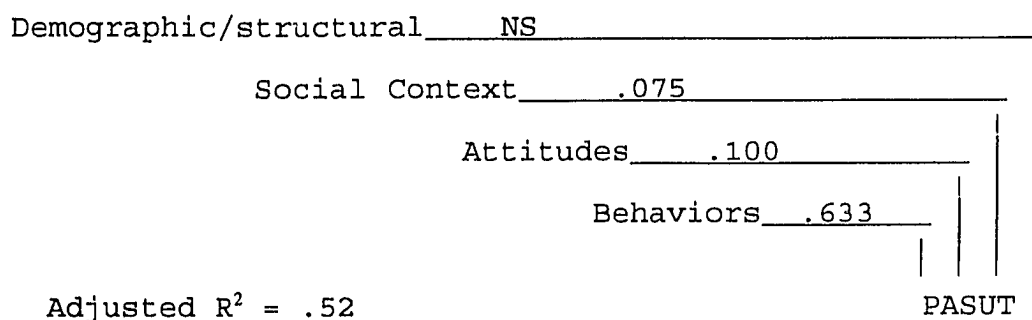 Demographic/structural NS
Social Context .075
Attitudes .100
Behaviors .633
Adjusted R² = .52 PASUT